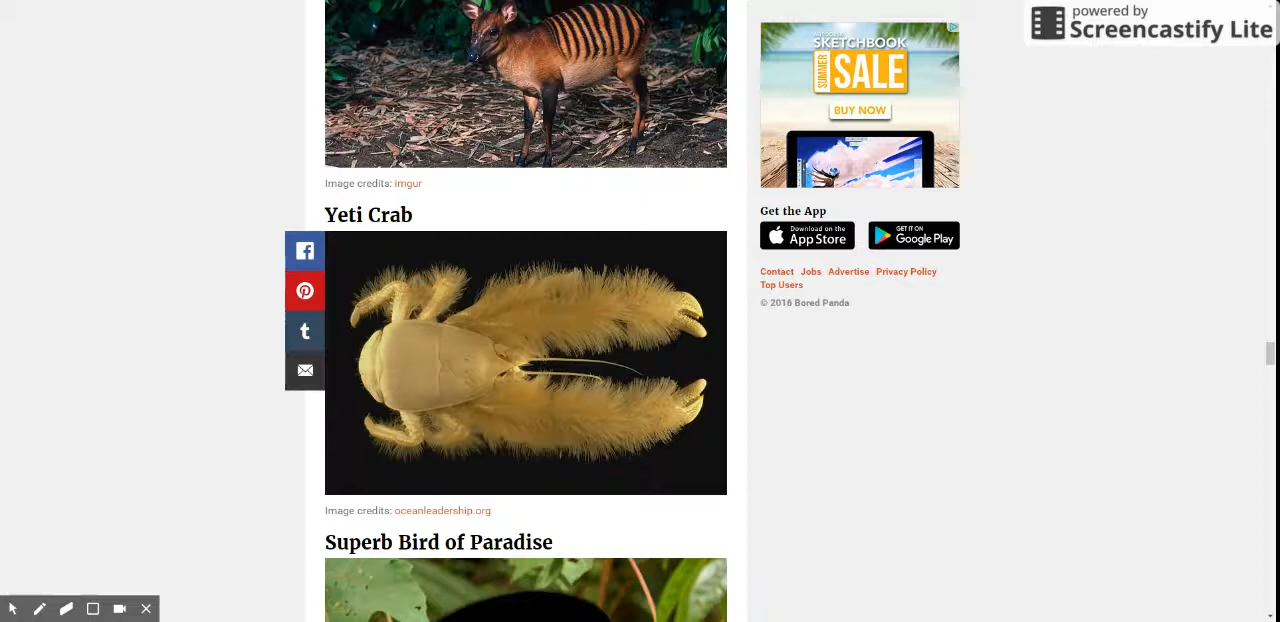 powered by
Screencastify Lite
AUTODESK
SKETCHBOOK
SUMMER
SALE
BUY NOW
Image credits: imgur
Get the App
Download on the
App Store
GET IT ON
Google Play
Yeti Crab
Contact Jobs Advertise Privacy Policy
Top Users
© 2016 Bored Panda
t
Image credits: oceanleadership.org
Superb Bird of Paradise